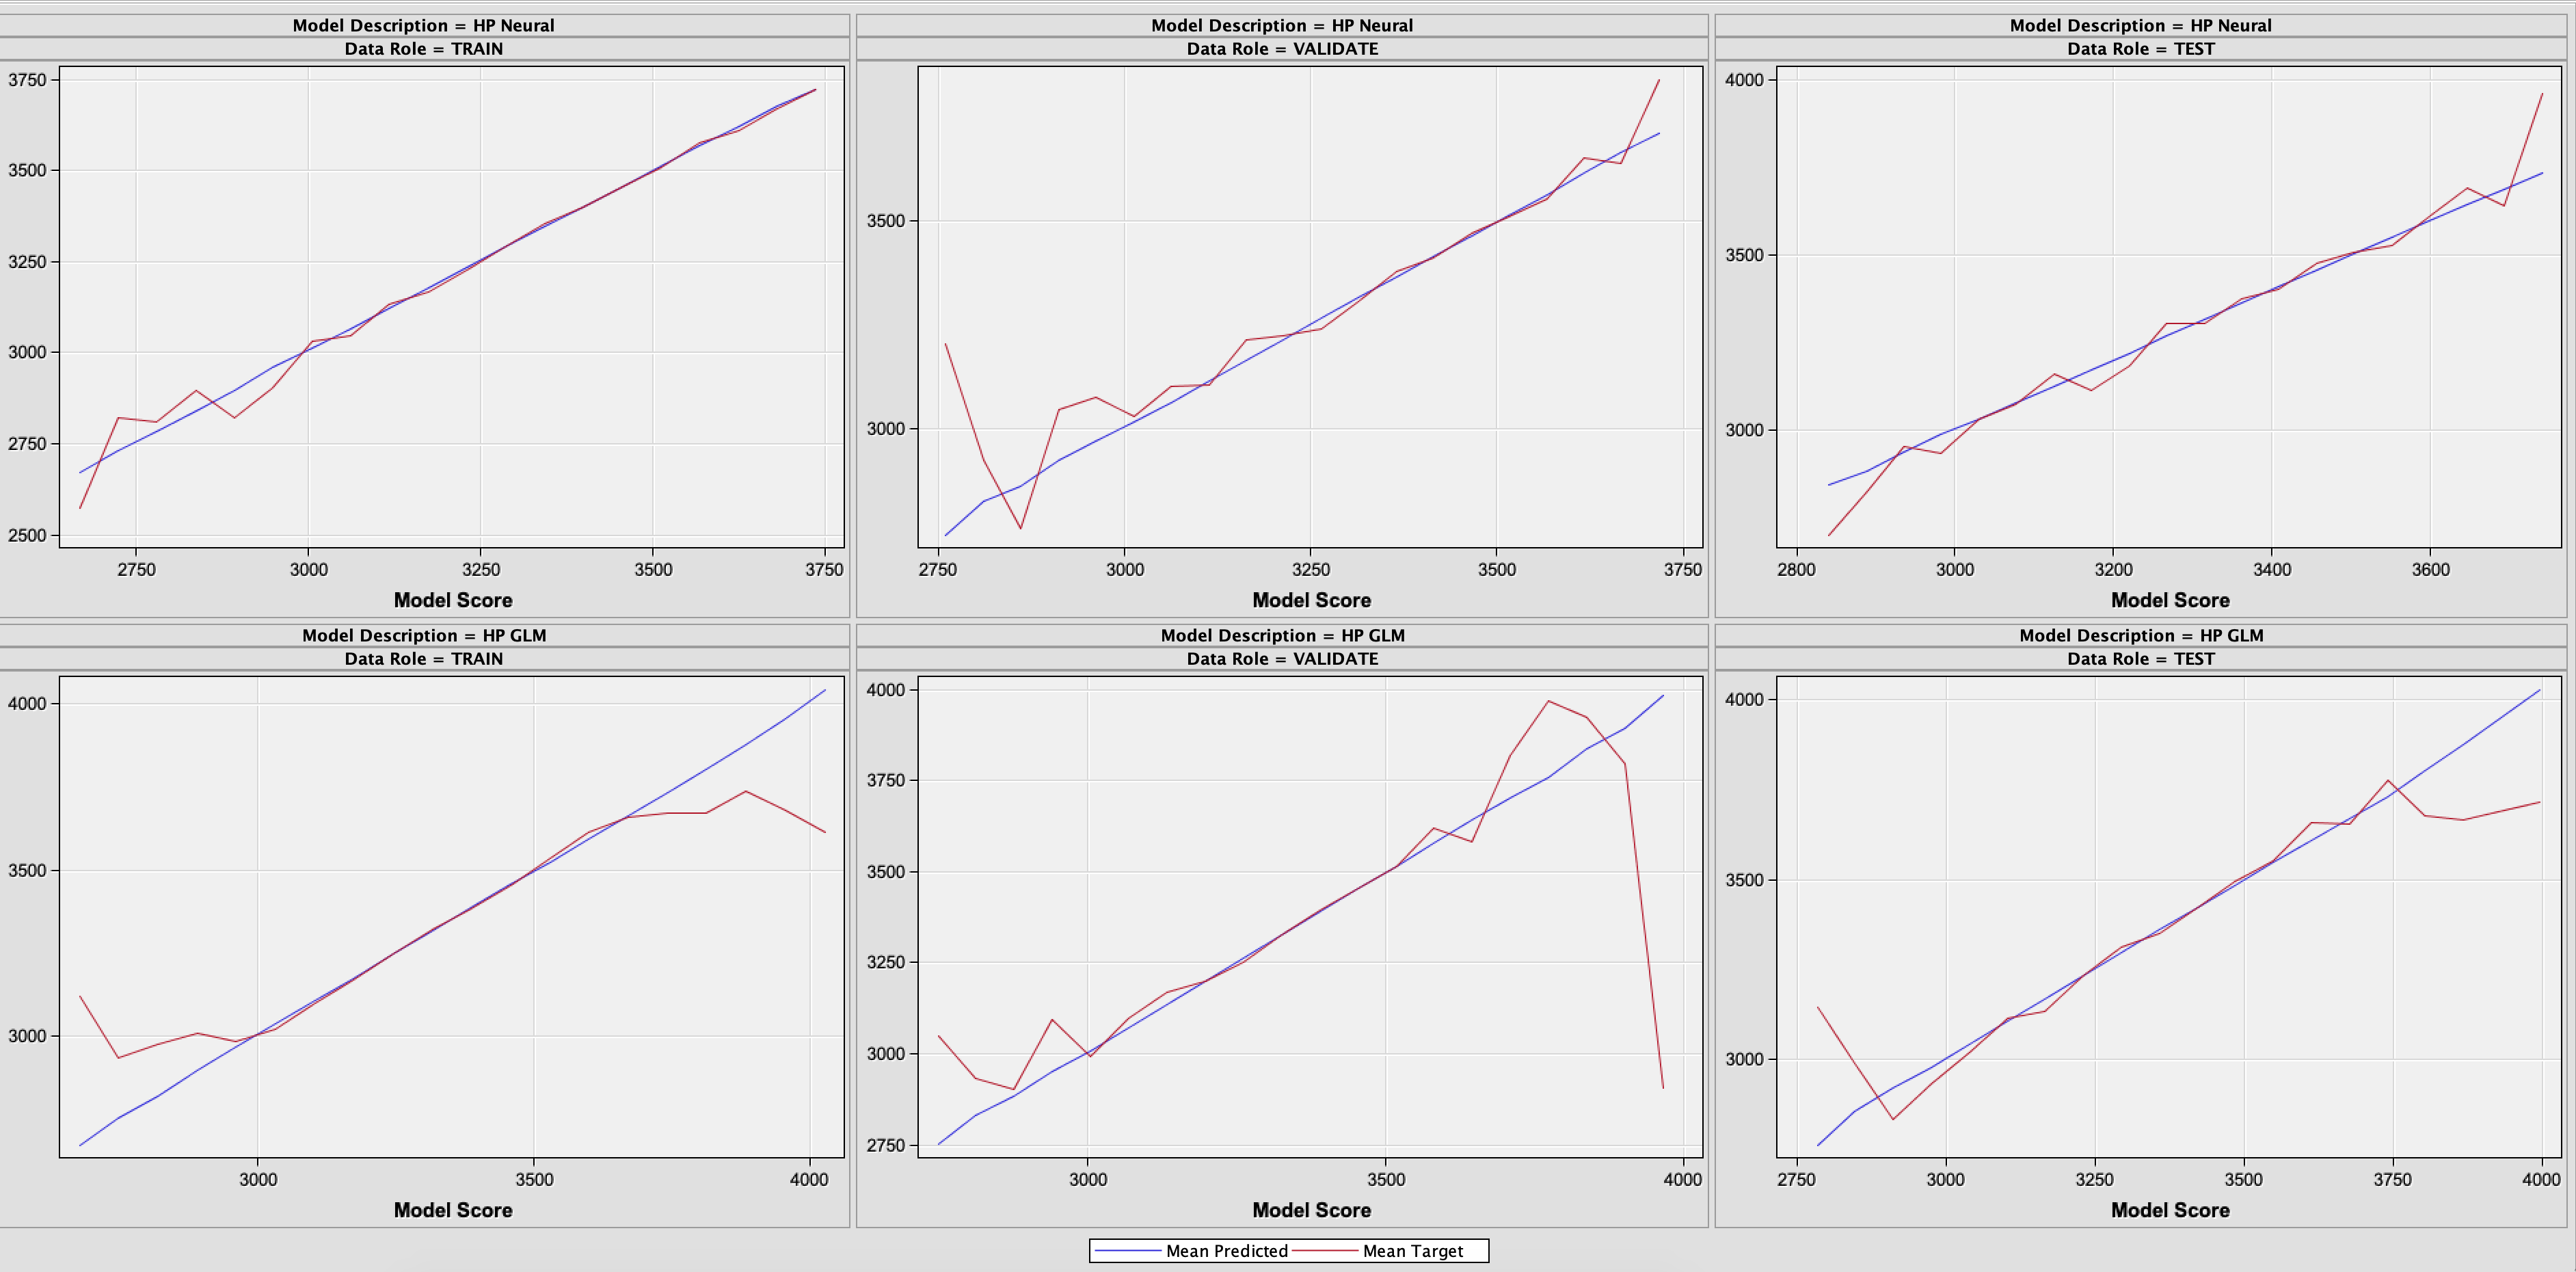 Model Description = HP Neural
Data Role = TRAIN
3750
3500
3250
3000
2750
2500
2750 3000 3250 3500 3750
Model Score
Model Description = HP Neural
Data Role = VALIDATE
3500
3000
2750 3000 3250 3500 3750
Model Score
Model Description = HP Neural
Data Role = TEST
4000
3500
3000
2800 3000 3200 3400 3600
Model Score
Model Description = HP GLM
Data Role = TRAIN
4000
3500
3000
3000 3500 4000
Model Score
Model Description = HP GLM
Data Role = VALIDATE
4000
3750
3500
3250
3000
2750
3000 3500 4000
Model Score
Model Description = HP GLM
Data Role = TEST
4000
3500
3000
2750 3000 3250 3500 3750 4000
Model Score
Mean Predicted Mean Target